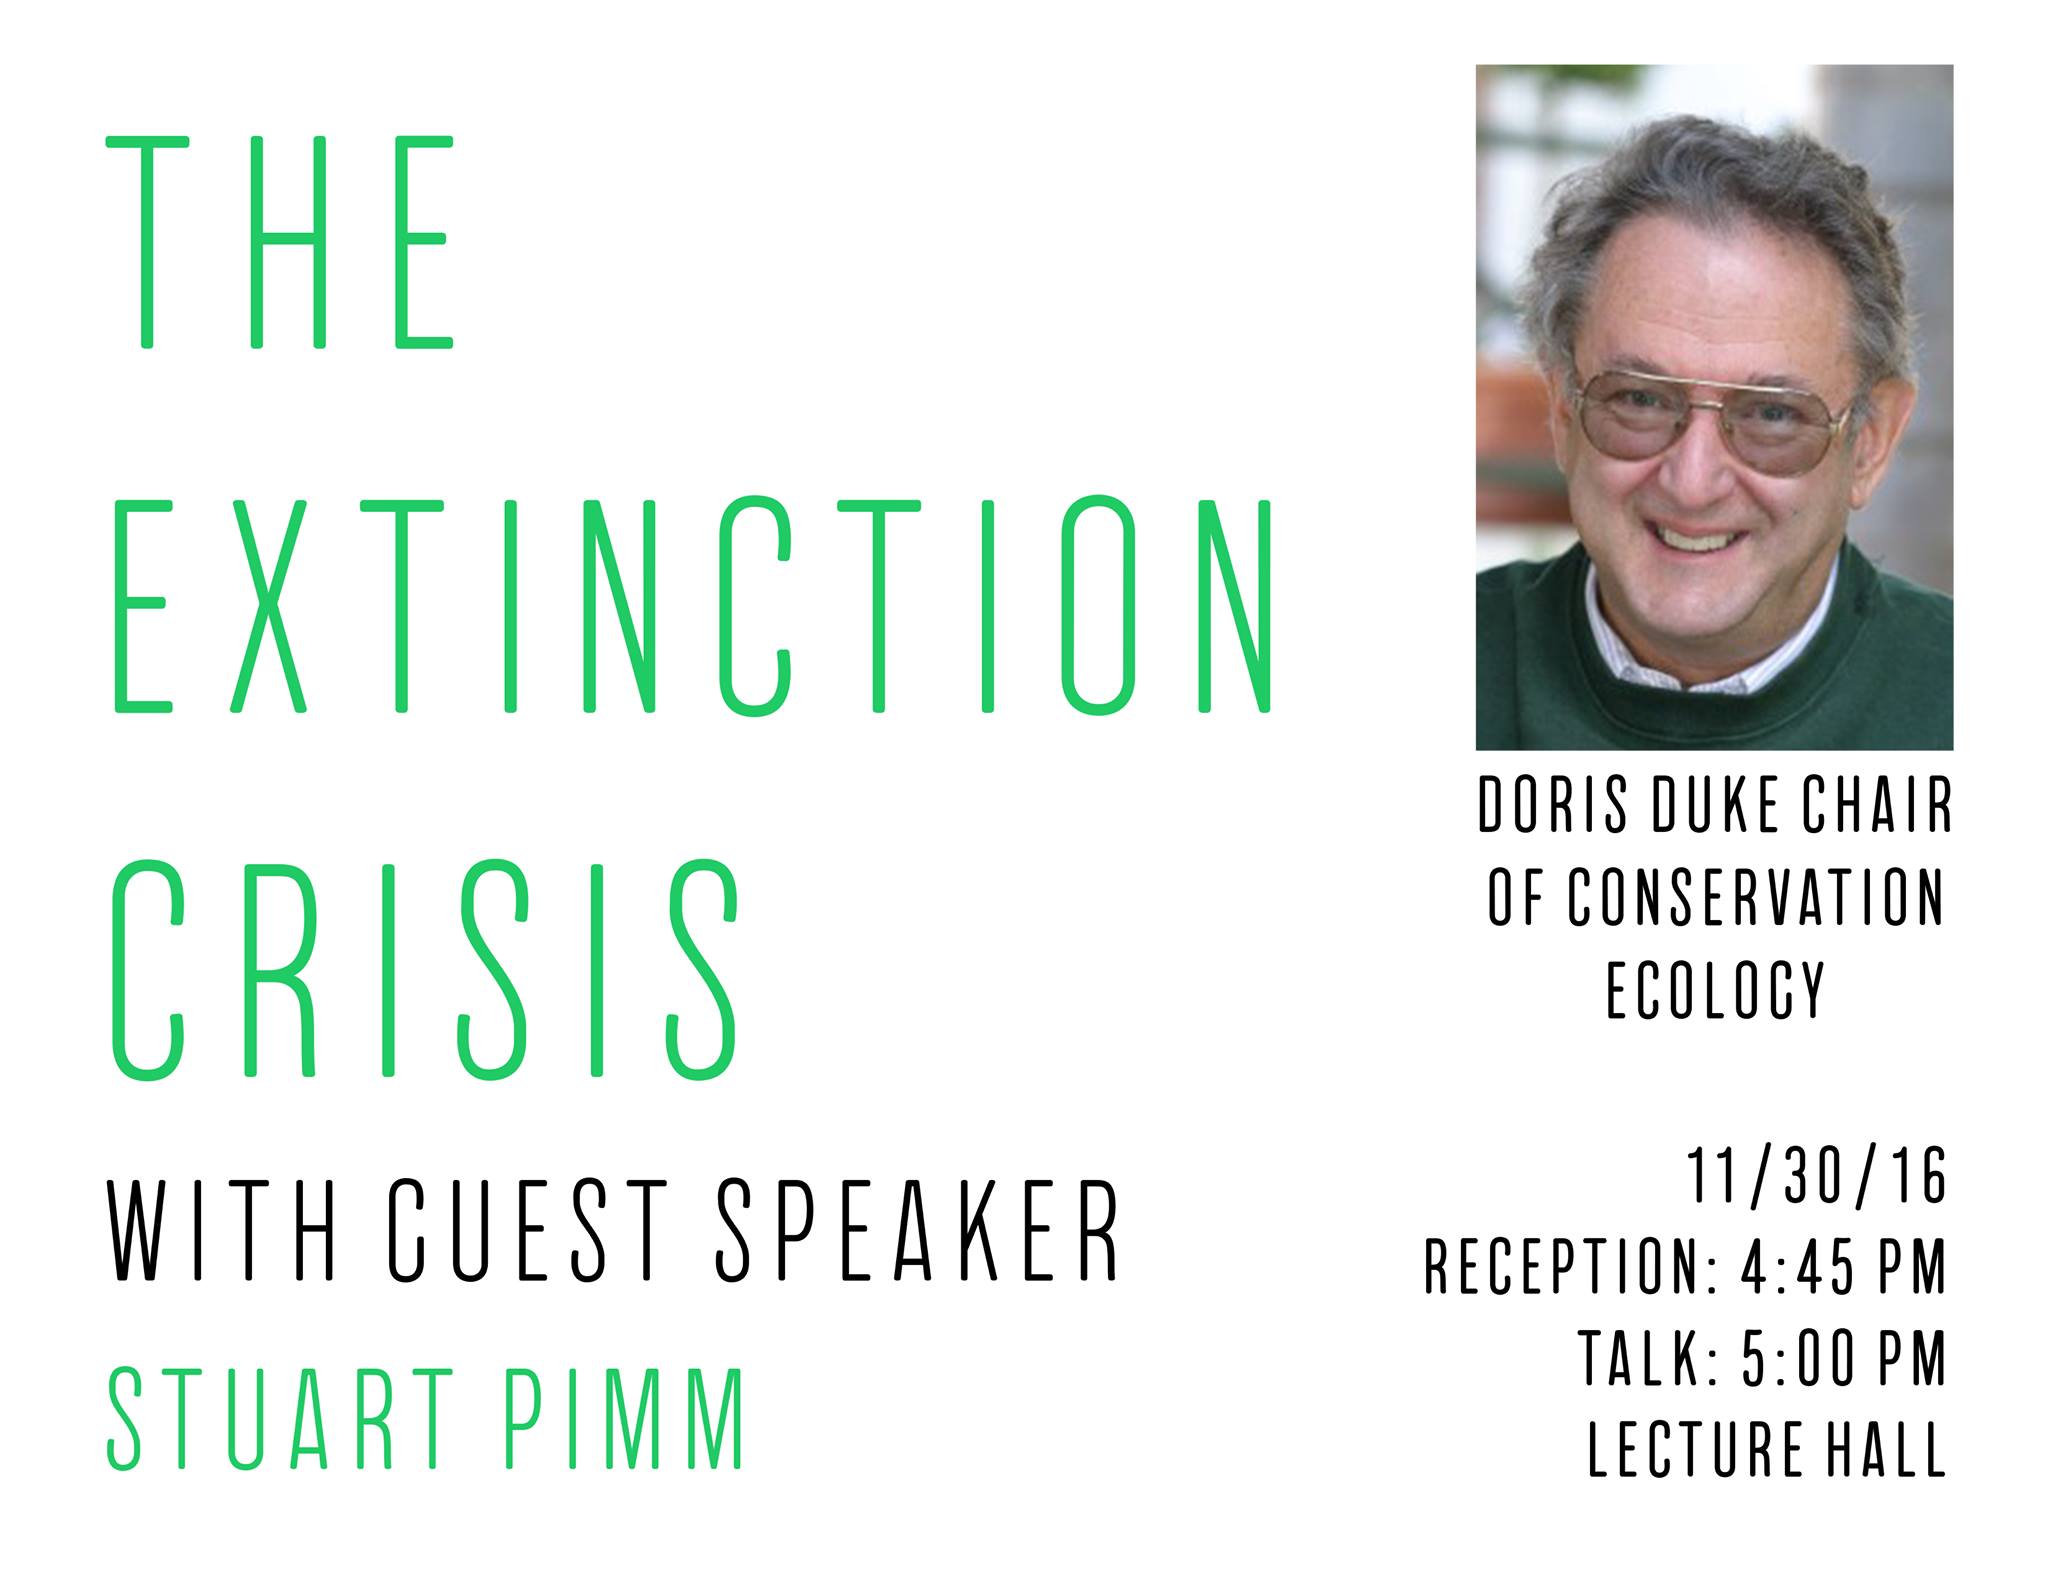 THE
EXTINCTION
CRISIS
WITH GUEST SPEAKER
STUART PIMM
DORIS DUKE CHAIR
OF CONSERVATION
ECOLOGY
11/30/16
RECEPTION: 4:45 PM
TALK: 5:00 PM
LECTURE HALL